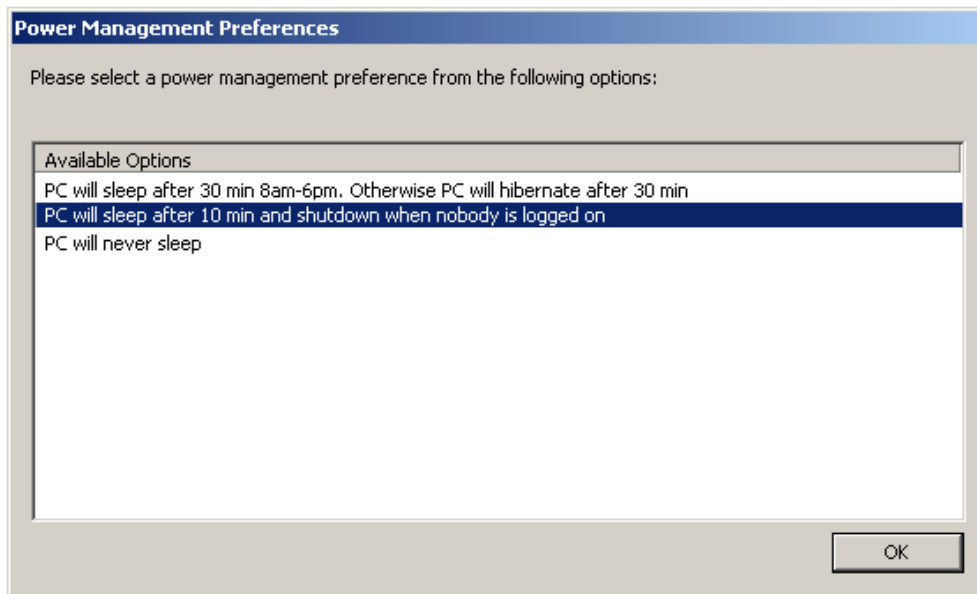 Power Management Preferences
Please select a power management preference from the following options:
Available Options
PC will sleep after 30 min 8am-6pm. Otherwise PC will hibernate after 30 min
PC will sleep after 10 min and shutdown when nobody is logged on
PC will never sleep
OK